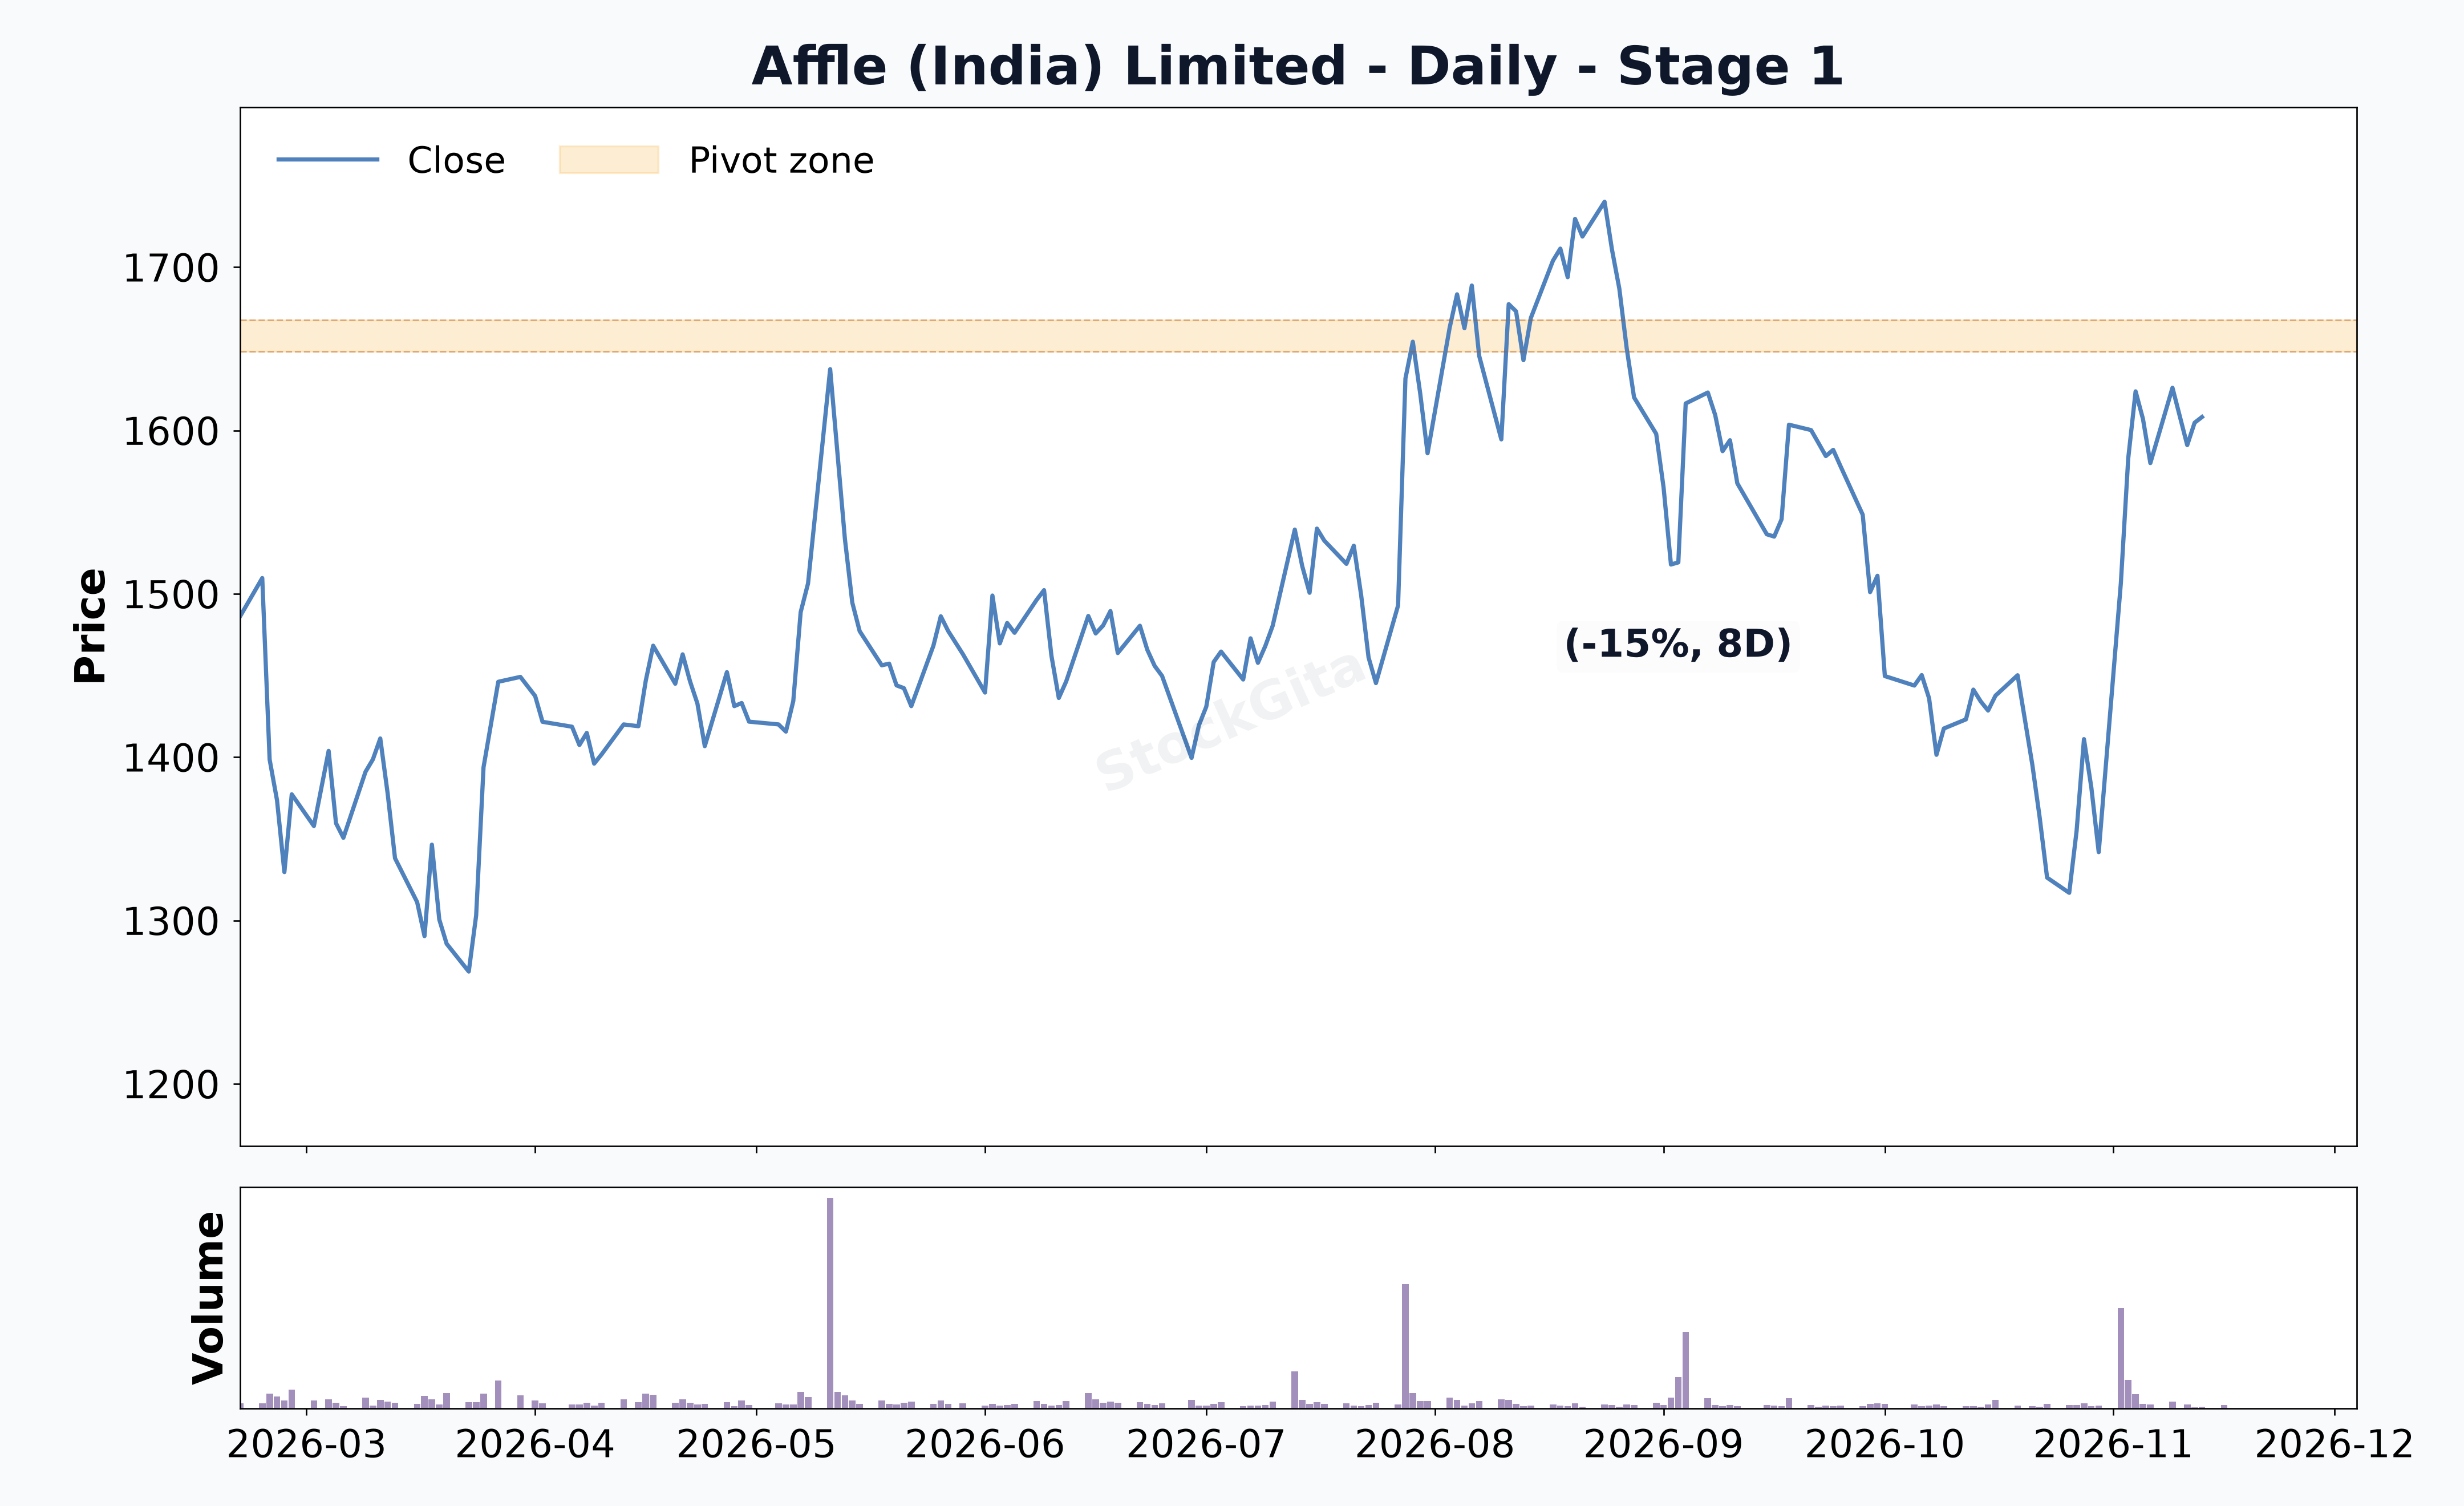 Affle (India) Limited - Daily - Stage 1
Close
Pivot zone
Price
1700
1600
1500
1400
1300
1200
(-15%, 8D)
StockGita
Volume
2026-03
2026-04
2026-05
2026-06
2026-07
2026-08
2026-09
2026-10
2026-11
2026-12